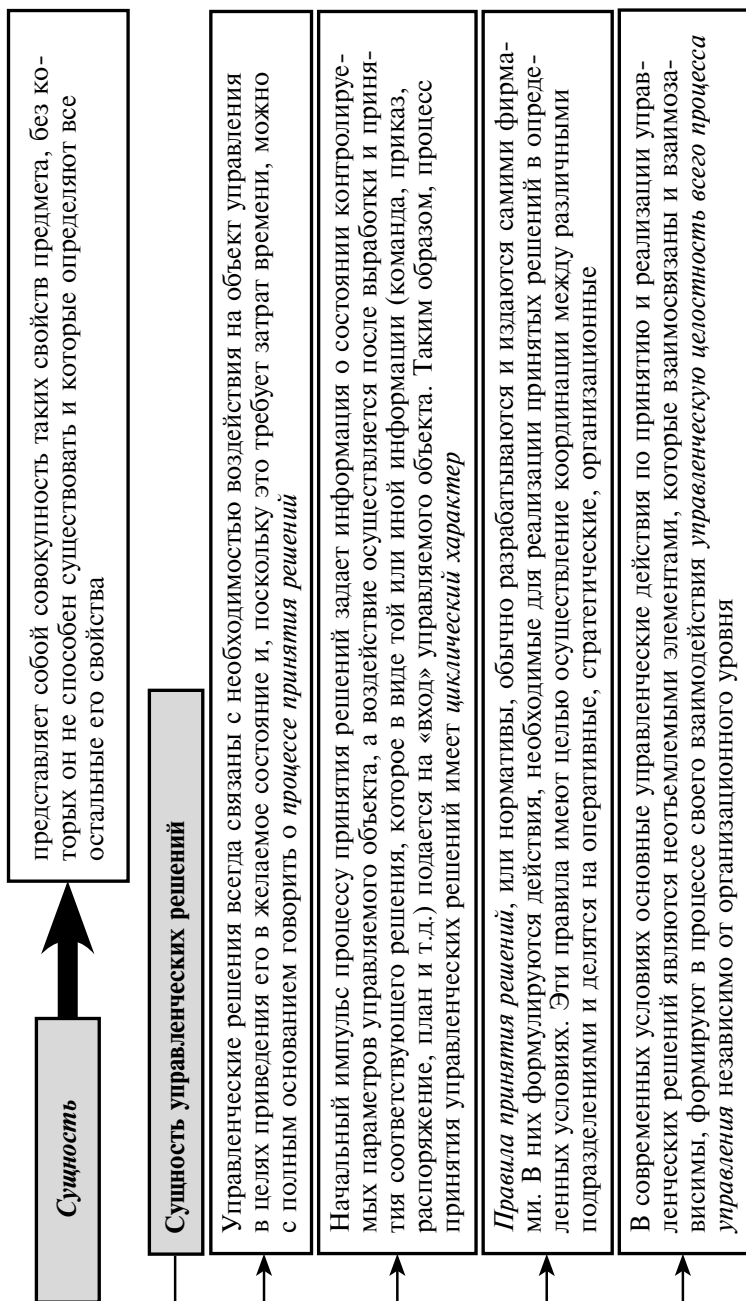 Сущность
представляет собой совокупность таких свойств предмета, без ко-
торых он не способен существовать и которые определяют все
остальные его свойства
Сущность управленческих решений
Управленческие решения всегда связаны с необходимостью воздействия на объект управления
в целях приведения его в желаемое состояние и, поскольку это требует затрат времени, можно
с полным основанием говорить о процессе принятия решений
Начальный импульс процессу принятия решений задает информация о состоянии контролируе-
мых параметров управляемого объекта, а воздействие осуществляется после выработки и приня-
тия соответствующего решения, которое в виде той или иной информации (команда, приказ,
распоряжение, план и т.д.) подается на «вход» управляемого объекта. Таким образом, процесс
принятия управленческих решений имеет циклический характер
Правила принятия решений, или нормативы, обычно разрабатываются и издаются самими фирма-
ми. В них формулируются действия, необходимые для реализации принятых решений в опреде-
ленных условиях. Эти правила имеют целью осуществление координации между различными
подразделениями и делятся на оперативные, стратегические, организационные
В современных условиях основные управленческие действия по принятию и реализации управ-
ленческих решений являются неотъемлемыми элементами, которые взаимосвязаны и взаимоза-
висимы, формируют в процессе своего взаимодействия управленческую целостность всего процесса
управления независимо от организационного уровня